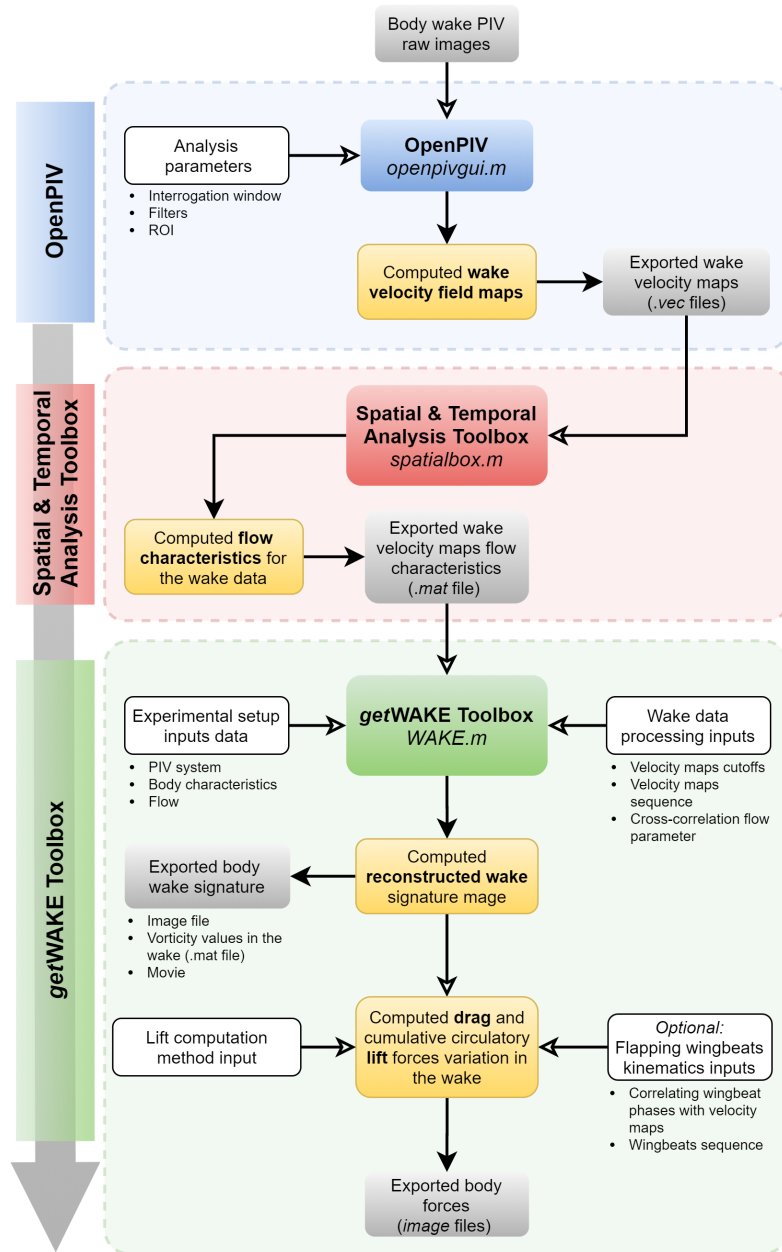 Body wake PIV
raw images
OpenPIV
Analysis
parameters
• Interrogation window
• Filters
• ROI
OpenPIV
openpivgui.m
Computed wake
velocity field maps
Exported wake
velocity maps
(.vec files)
Spatial & Temporal
Analysis Toolbox
Spatial & Temporal
Analysis Toolbox
spatialbox.m
Computed flow
characteristics for
the wake data
Exported wake
velocity maps flow
characteristics
(.mat file)
getWAKE Toolbox
Experimental setup
inputs data
• PIV system
• Body characteristics
• Flow
getWAKE Toolbox
WAKE.m
Wake data
processing inputs
• Velocity maps cutoffs
• Velocity maps
sequence
• Cross-correlation flow
parameter
Computed
reconstructed wake
signature mage
Exported body
wake signature
• Image file
• Vorticity values in the
wake (.mat file)
• Movie
Lift computation
method input
Computed drag and
cumulative circulatory
lift forces variation in
the wake
Optional:
Flapping wingbeats
kinematics inputs
• Correlating wingbeat
phases with velocity
maps
• Wingbeats sequence
Exported body
forces
(image files)